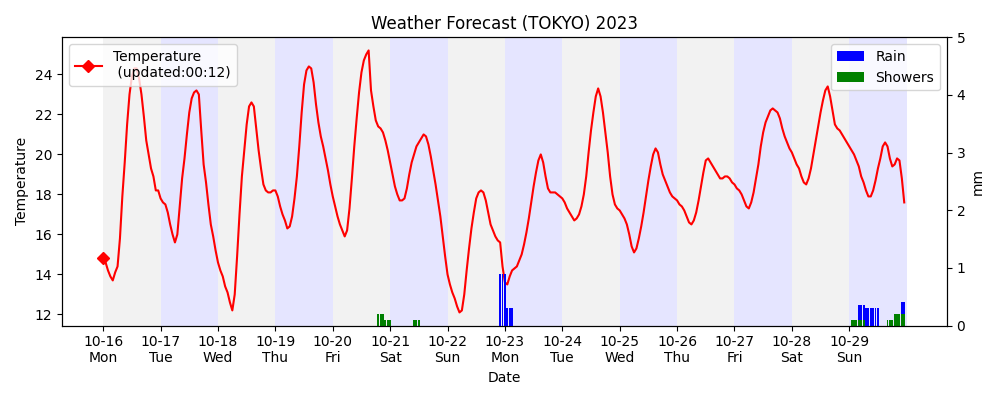 Weather Forecast (TOKYO) 2023
Temperature
(updated:00:12)
Rain
Showers
Temperature
24
22
20
18
16
14
12
5
4
3
2
1
0
mm
10-16 10-17 10-18 10-19 10-20 10-21 10-22 10-23 10-24 10-25 10-26 10-27 10-28 10-29
Mon Tue Wed Thu Fri Sat Sun Mon Tue Wed Thu Fri Sat Sun
Date